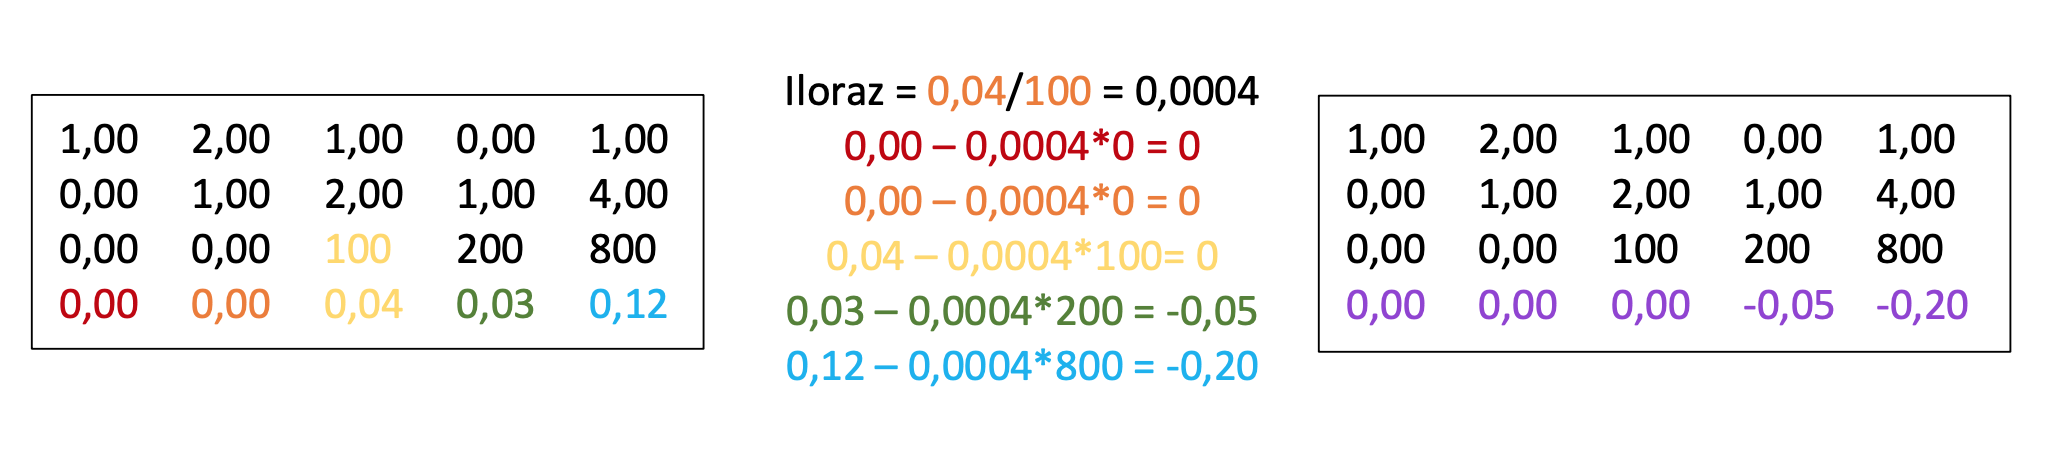 1,00 2,00 1,00 0,00 1,00
0,00 1,00 2,00 1,00 4,00
0,00 0,00 100 200 800
0,00 0,00 0,04 0,03 0,12
Iloraz = 0,04/100 = 0,0004
0,00 – 0,0004*0 = 0
0,00 – 0,0004*0 = 0
0,04 – 0,0004*100= 0
0,03 – 0,0004*200 = -0,05
0,12 – 0,0004*800 = -0,20
1,00 2,00 1,00 0,00 1,00
0,00 1,00 2,00 1,00 4,00
0,00 0,00 100 200 800
0,00 0,00 0,00 -0,05 -0,20